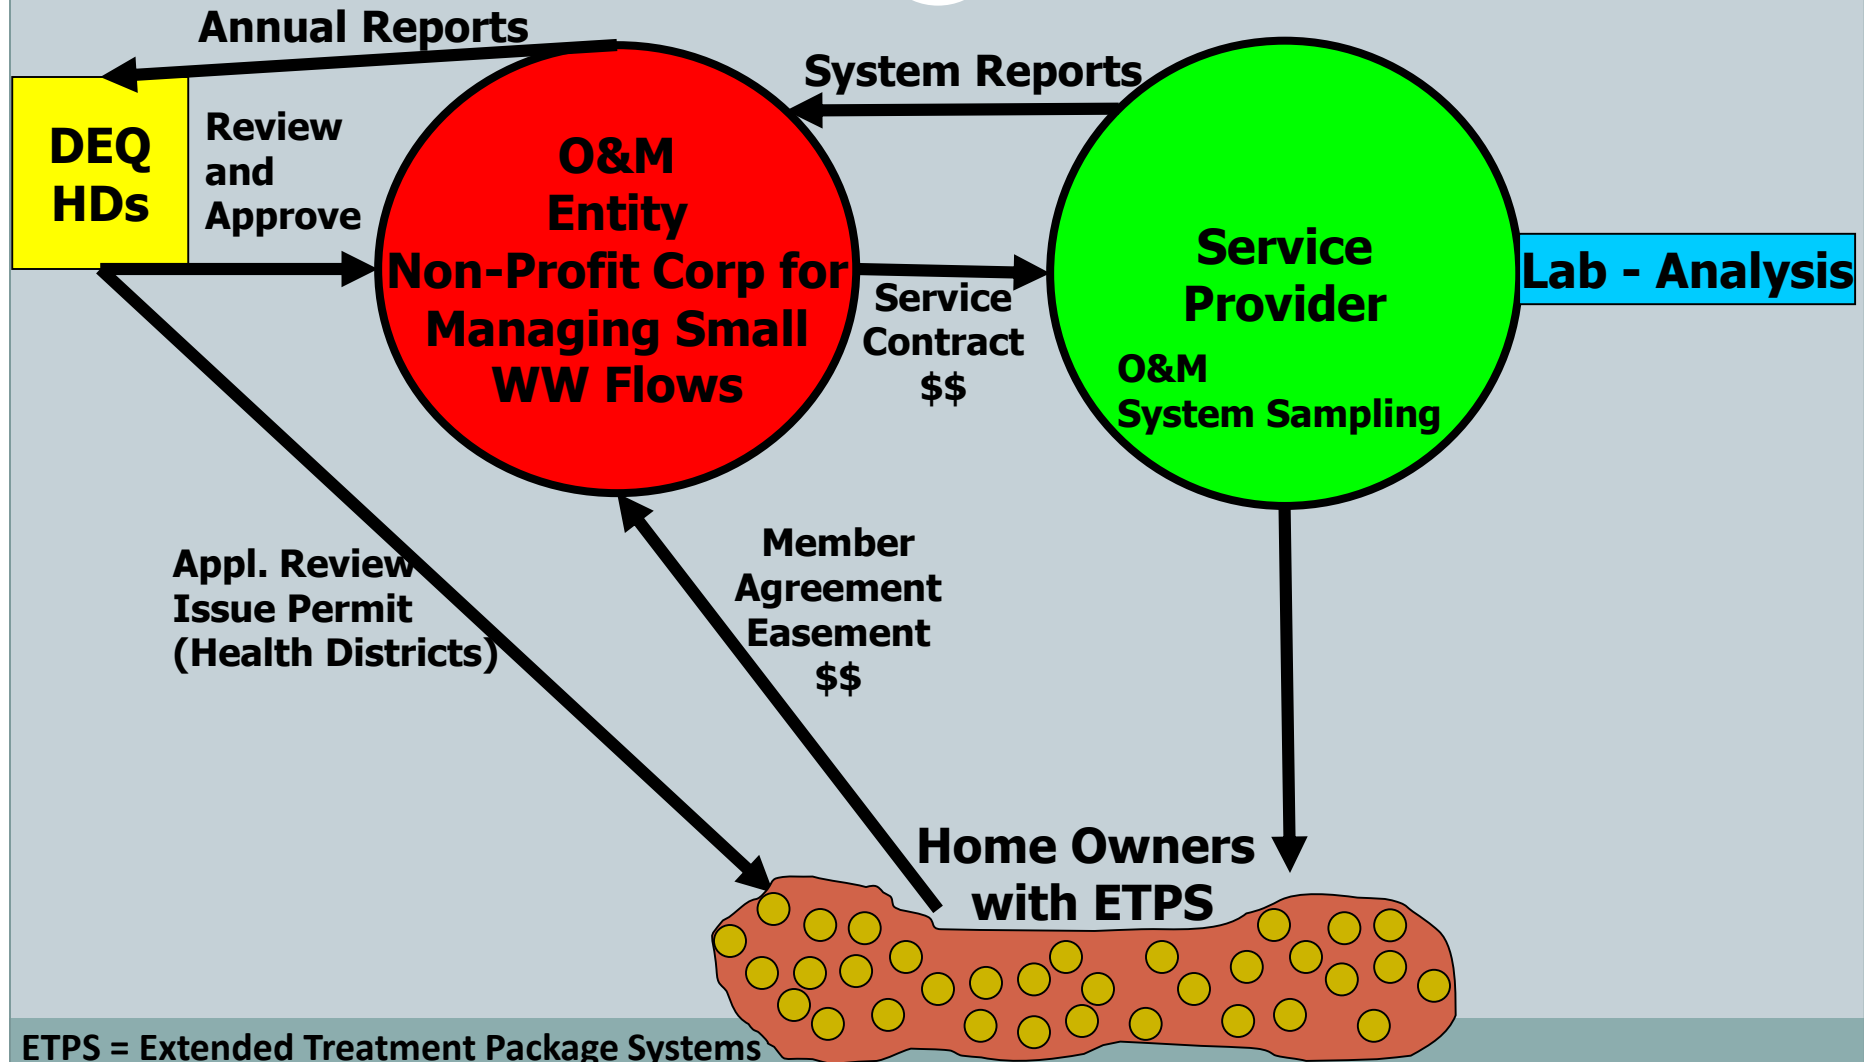 Annual Reports
System Reports
DEQ
HDs
Review
and
Approve
O&M
Entity
Non-Profit Corp for
Managing Small
WW Flows
Service
Contract
$$
Service
Provider
O&M
System Sampling
Lab - Analysis
Appl. Review
Issue Permit
(Health Districts)
Member
Agreement
Easement
$$
Home Owners
with ETPS
ETPS = Extended Treatment Package Systems